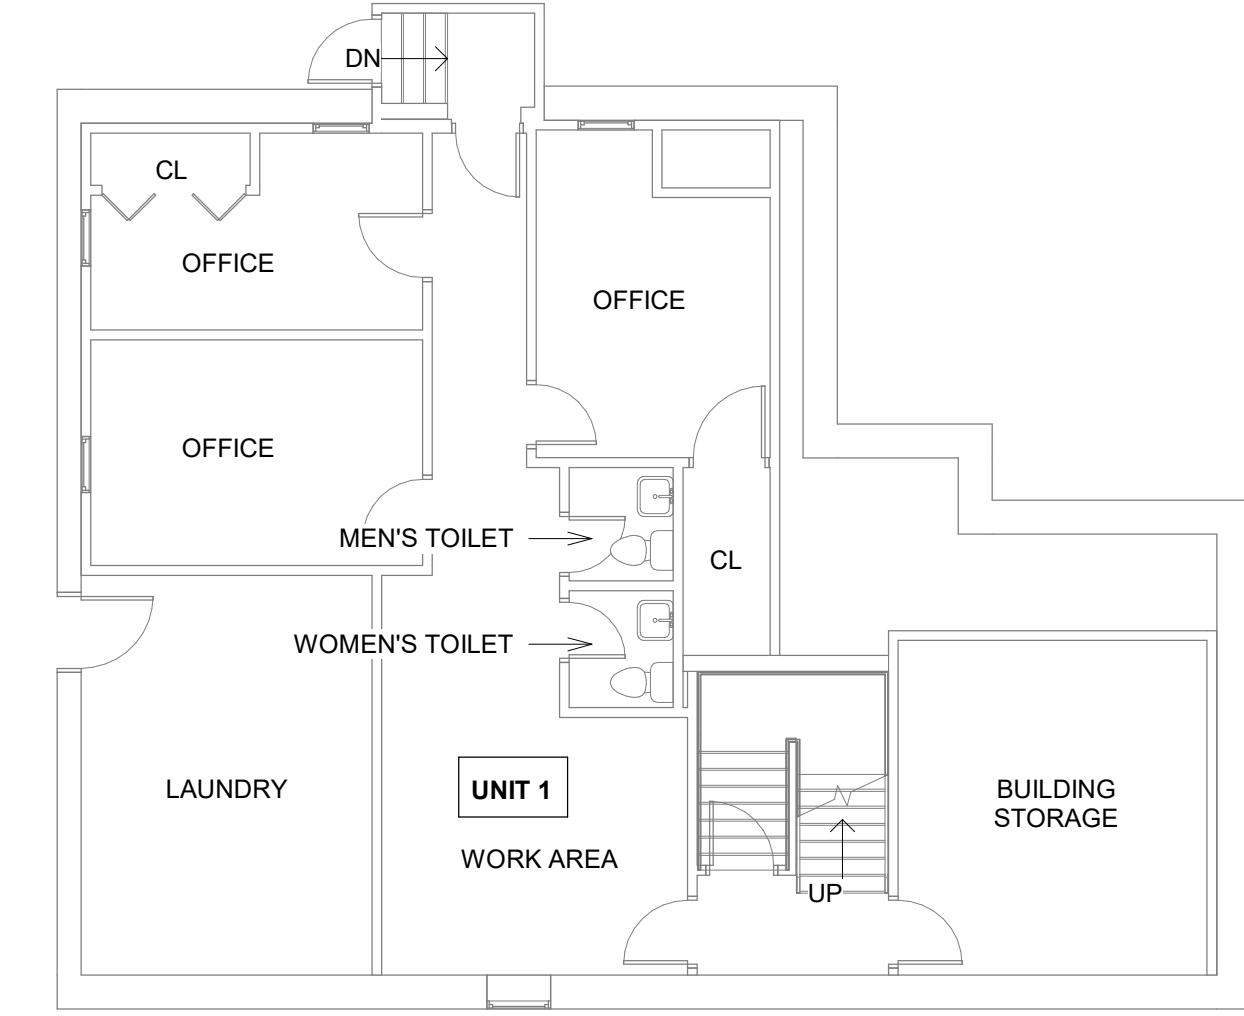 DN
CL
OFFICE
OFFICE
OFFICE
MEN'S TOILET
CL
WOMEN'S TOILET
LAUNDRY
UNIT 1
WORK AREA
BUILDING
STORAGE
UP